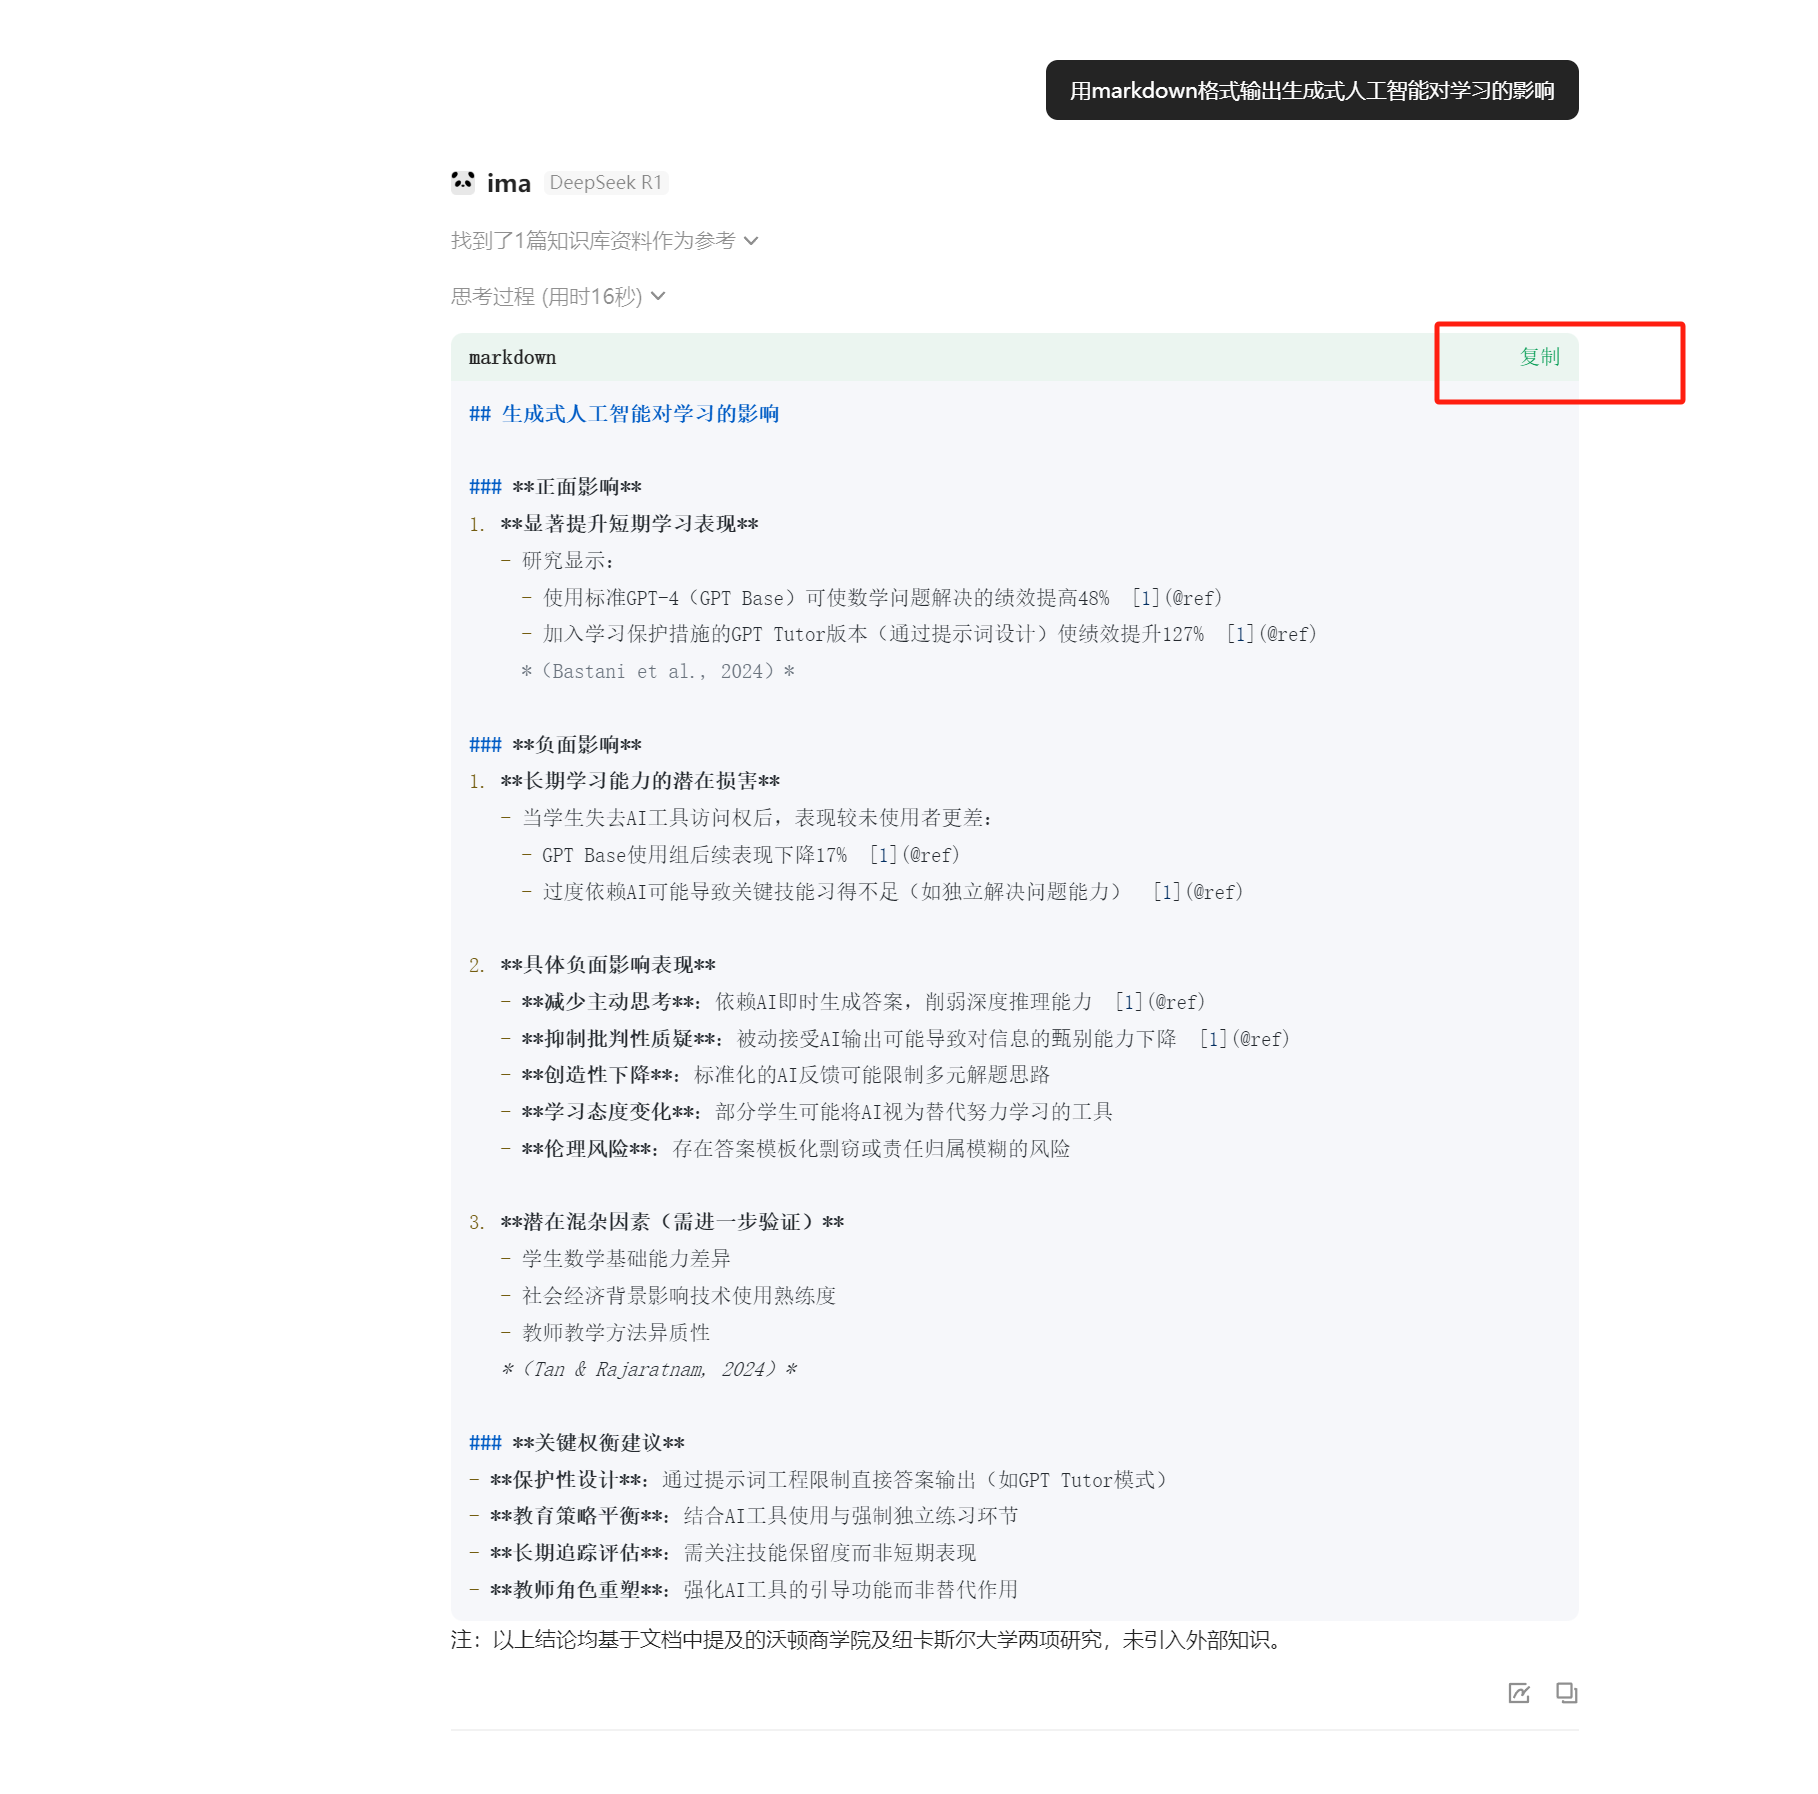 用markdown格式输出生成式人工智能对学习的影响
ima DeepSeek R1
找到了1篇知识库资料作为参考
思考过程 (用时16秒)
markdown 复制
## 生成式人工智能对学习的影响
### **正面影响**
1. **显著提升短期学习表现**
- 研究显示：
- 使用标准GPT-4（GPT Base）可使数学问题解决的绩效提高48% [1](@ref)
- 加入学习保护措施的GPT Tutor版本（通过提示词设计）使绩效提升127% [1](@ref)
*（Bastani et al., 2024）*
### **负面影响**
1. **长期学习能力的潜在损害**
- 当学生失去AI工具访问权后，表现较未使用者更差：
- GPT Base使用组后续表现下降17% [1](@ref)
- 过度依赖AI可能导致关键技能习得不足（如独立解决问题能力） [1](@ref)
2. **具体负面影响表现**
- **减少主动思考**：依赖AI即时生成答案，削弱深度推理能力 [1](@ref)
- **抑制批判性质疑**：被动接受AI输出可能导致对信息的甄别能力下降 [1](@ref)
- **创造性下降**：标准化的AI反馈可能限制多元解题思路
- **学习态度变化**：部分学生可能将AI视为替代努力学习的工具
- **伦理风险**：存在答案模板化剽窃或责任归属模糊的风险
3. **潜在混杂因素（需进一步验证）**
- 学生数学基础能力差异
- 社会经济背景影响技术使用熟练度
- 教师教学方法异质性
*（Tan & Rajaratnam, 2024）*
### **关键权衡建议**
- **保护性设计**：通过提示词工程限制直接答案输出（如GPT Tutor模式）
- **教育策略平衡**：结合AI工具使用与强制独立练习环节
- **长期追踪评估**：需关注技能保留度而非短期表现
- **教师角色重塑**：强化AI工具的引导功能而非替代作用
注：以上结论均基于文档中提及的沃顿商学院及纽卡斯尔大学两项研究，未引入外部知识。